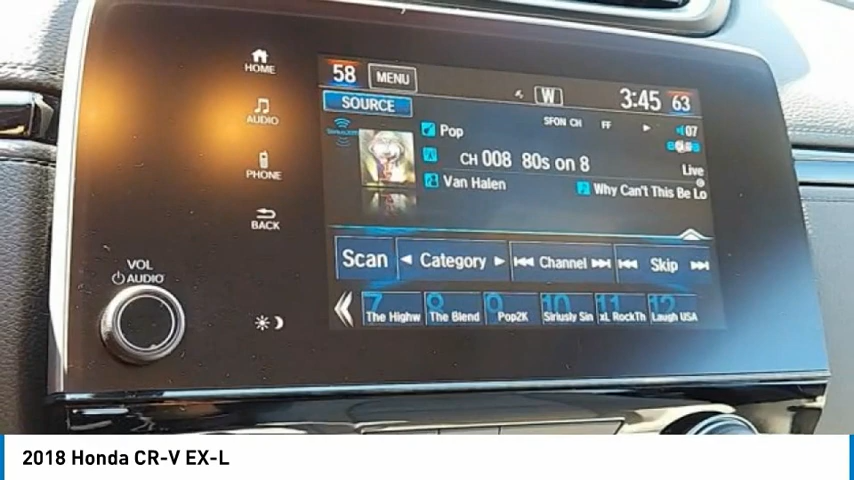 HOME
AUDIO
PHONE
BACK
VOL
AUDIO
58 MENU W 3:45 63
SOURCE
SFON CH FF 07
Pop
CH 008 80s on 8
Live
Van Halen Why Can't This Be Lo
Scan Category Channel Skip
7 8 9 10 11 12
The Highw The Blend Pop2K Siriusly Sin xL RockTh Laugh USA
2018 Honda CR-V EX-L